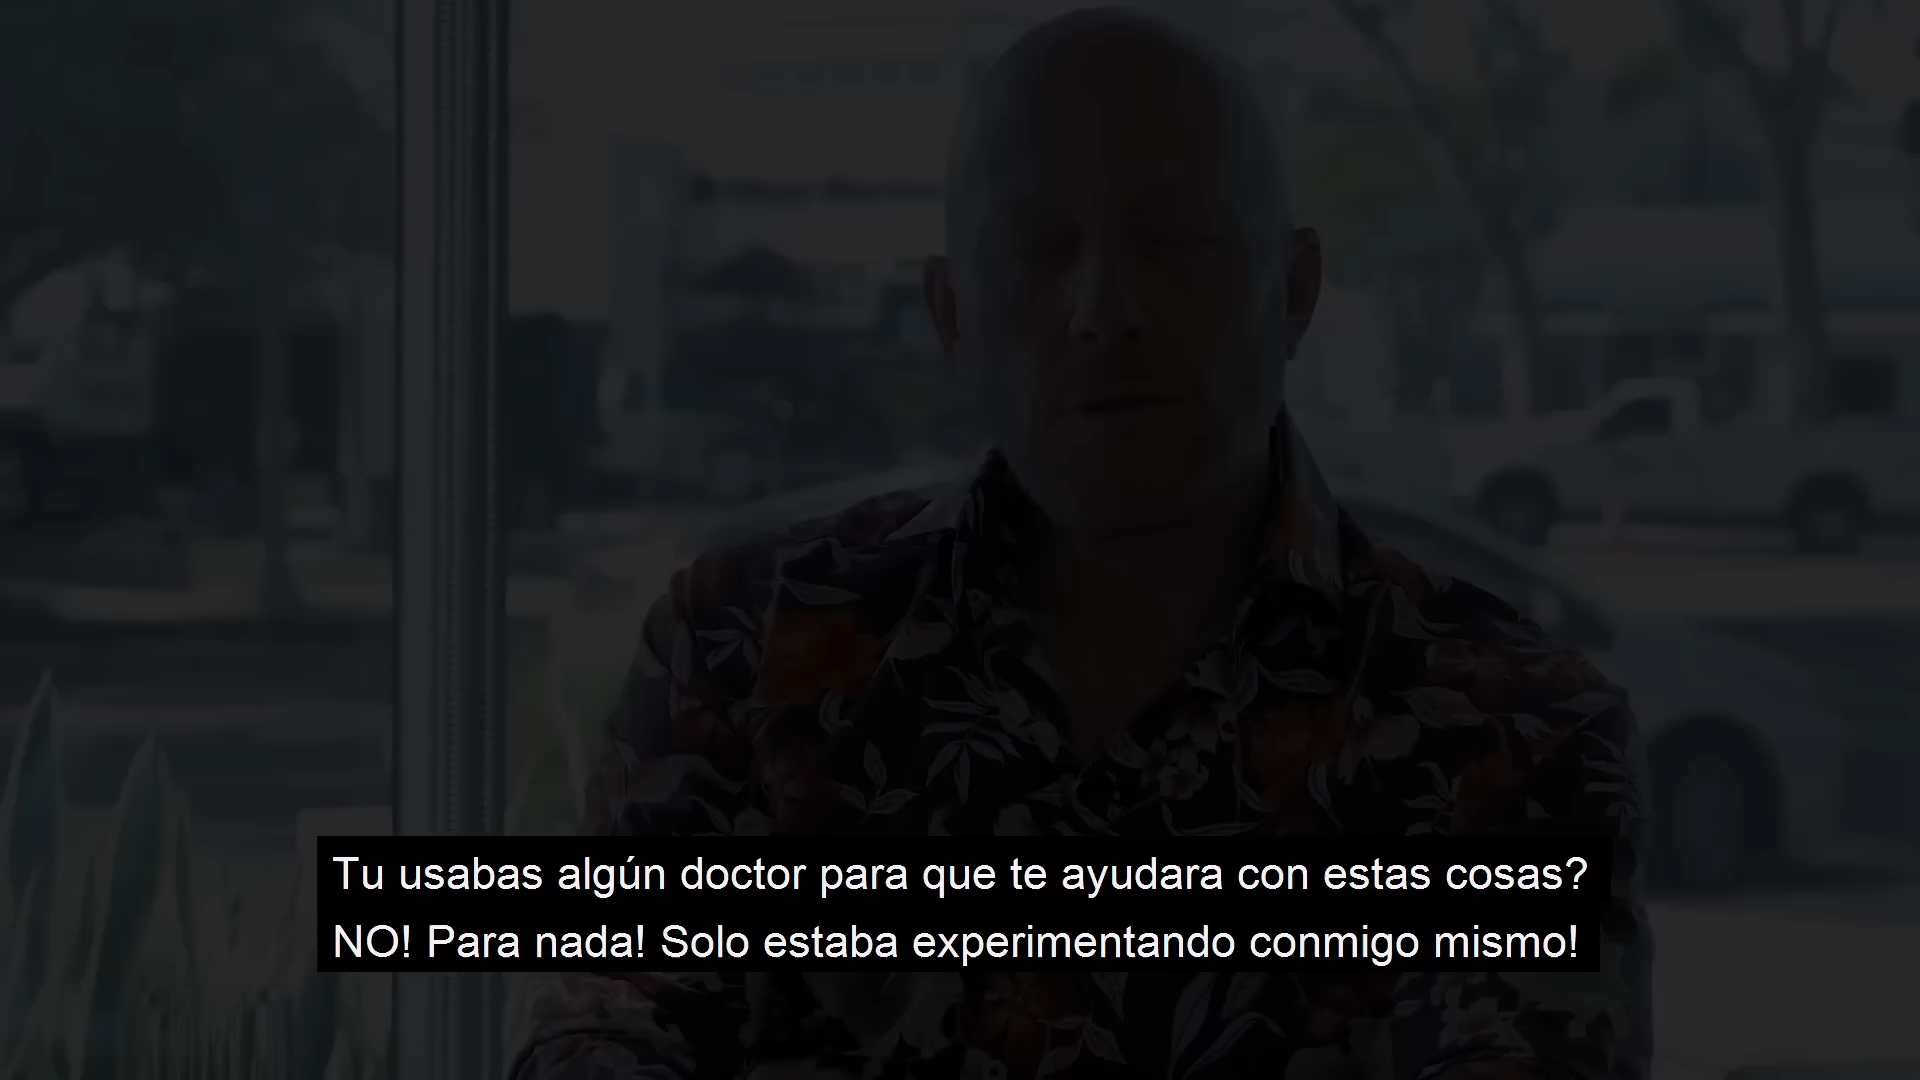 Tu usabas algún doctor para que te ayudara con estas cosas?
NO! Para nada! Solo estaba experimentando conmigo mismo!